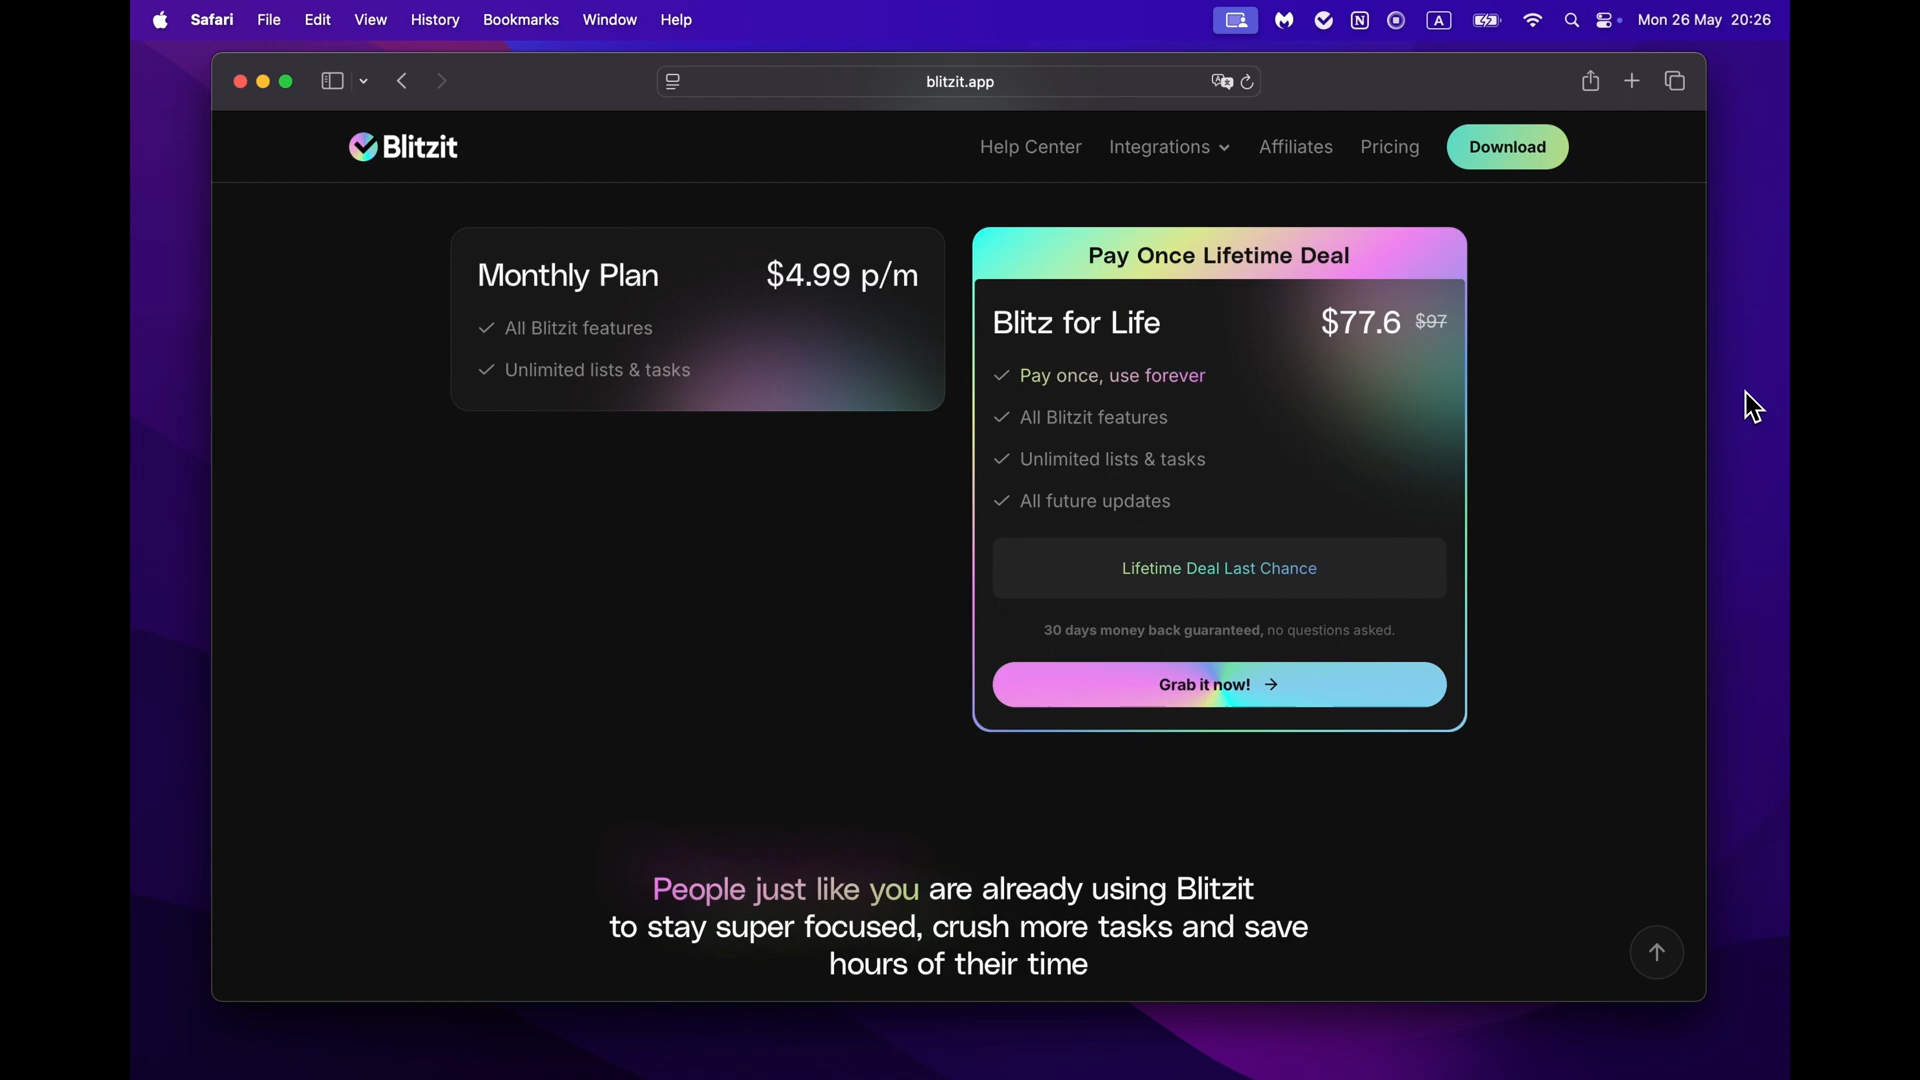 Safari File Edit View History Bookmarks Window Help
A
Mon 26 May 20:26
blitzit.app
Blitzit
Help Center Integrations Affiliates Pricing Download
Monthly Plan $4.99 p/m
All Blitzit features
Unlimited lists & tasks
Pay Once Lifetime Deal
Blitz for Life $77.6 $97
Pay once, use forever
All Blitzit features
Unlimited lists & tasks
All future updates
Lifetime Deal Last Chance
30 days money back guaranteed, no questions asked.
Grab it now! →
People just like you are already using Blitzit
to stay super focused, crush more tasks and save
hours of their time